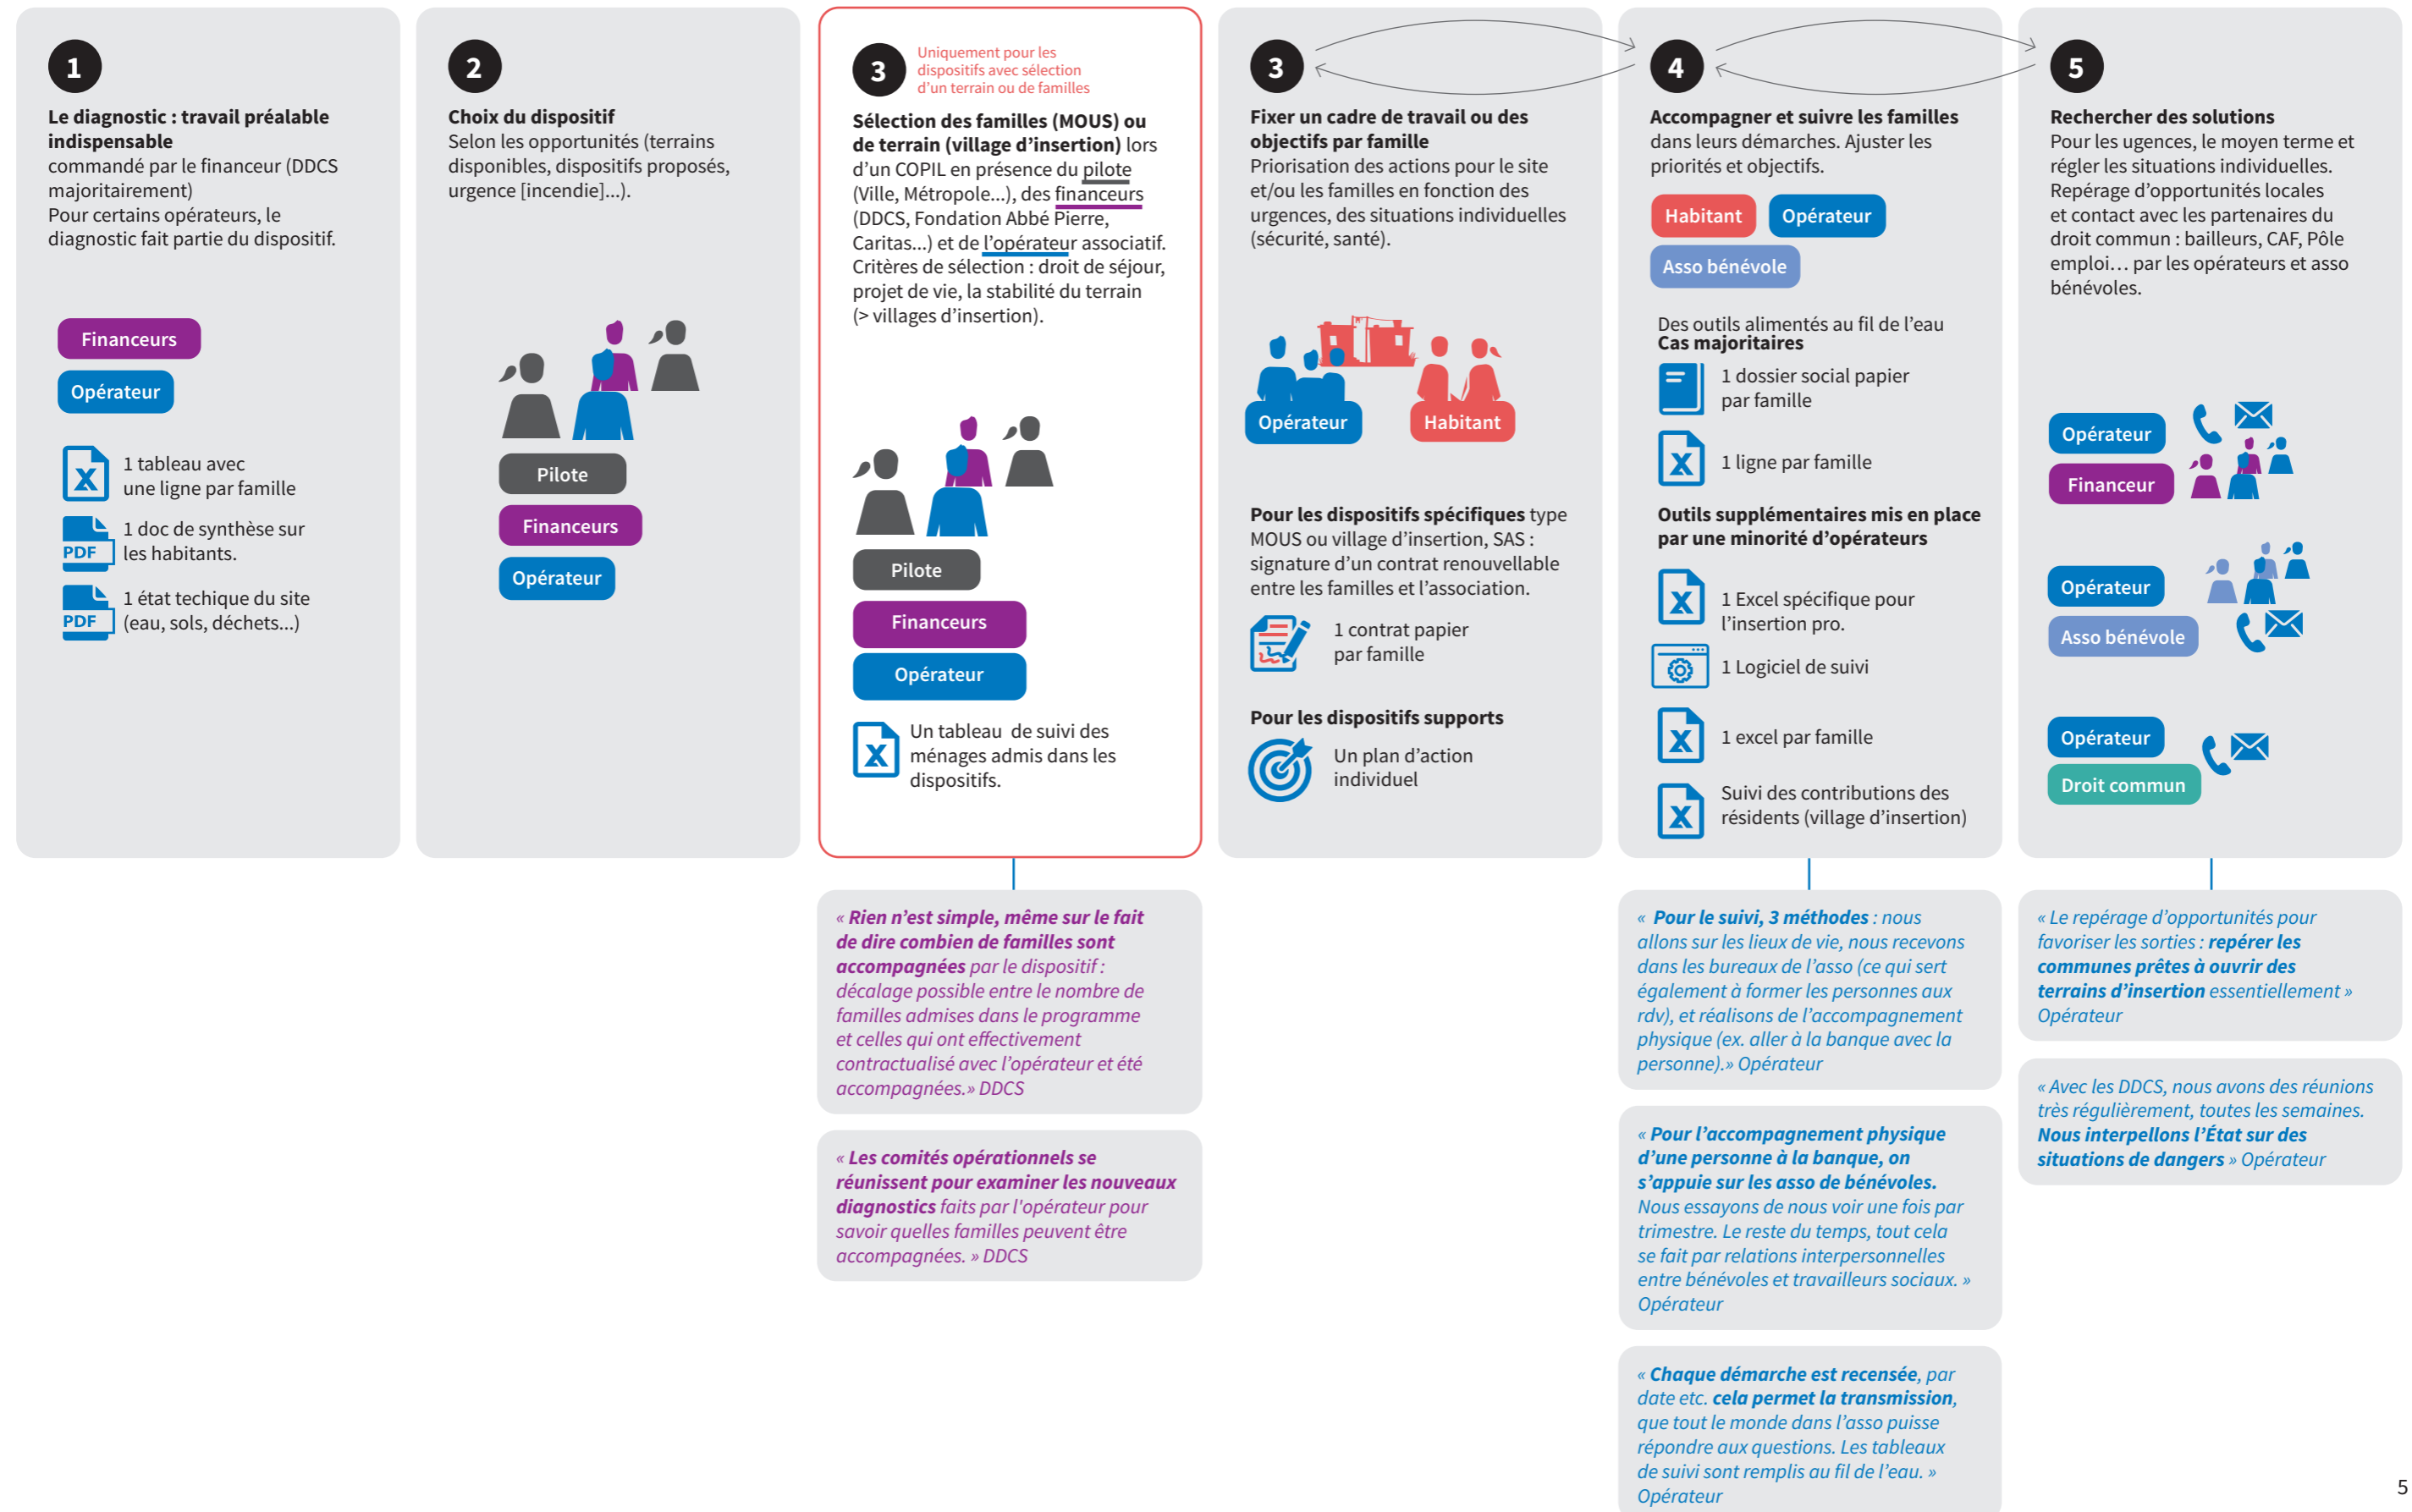 1
Le diagnostic : travail préalable
indispensable
commandé par le financeur (DDCS
majoritairement)
Pour certains opérateurs, le
diagnostic fait partie du dispositif.
Financeurs
Opérateur
X
1 tableau avec
une ligne par famille
PDF
1 doc de synthèse sur
les habitants.
PDF
1 état techique du site
(eau, sols, déchets...)
2
Choix du dispositif
Selon les opportunités (terrains
disponibles, dispositifs proposés,
urgence [incendie]...).
Pilote
Financeurs
Opérateur
3
Uniquement pour les
dispositifs avec sélection
d’un terrain ou de familles
Sélection des familles (MOUS) ou
de terrain (village d’insertion) lors
d’un COPIL en présence du pilote
(Ville, Métropole...), des financeurs
(DDCS, Fondation Abbé Pierre,
Caritas...) et de l’opérateur associatif.
Critères de sélection : droit de séjour,
projet de vie, la stabilité du terrain
(> villages d’insertion).
Pilote
Financeurs
Opérateur
X
Un tableau de suivi des
ménages admis dans les
dispositifs.
« Rien n’est simple, même sur le fait
de dire combien de familles sont
accompagnées par le dispositif :
décalage possible entre le nombre de
familles admises dans le programme
et celles qui ont effectivement
contractualisé avec l’opérateur et été
accompagnées.» DDCS
« Les comités opérationnels se
réunissent pour examiner les nouveaux
diagnostics faits par l'opérateur pour
savoir quelles familles peuvent être
accompagnées. » DDCS
3
Fixer un cadre de travail ou des
objectifs par famille
Priorisation des actions pour le site
et/ou les familles en fonction des
urgences, des situations individuelles
(sécurité, santé).
Opérateur
Habitant
Pour les dispositifs spécifiques type
MOUS ou village d’insertion, SAS :
signature d’un contrat renouvellable
entre les familles et l’association.
1 contrat papier
par famille
Pour les dispositifs supports
Un plan d’action
individuel
4
Accompagner et suivre les familles
dans leurs démarches. Ajuster les
priorités et objectifs.
Habitant
Opérateur
Asso bénévole
Des outils alimentés au fil de l’eau
Cas majoritaires
1 dossier social papier
par famille
X
1 ligne par famille
Outils supplémentaires mis en place
par une minorité d’opérateurs
X
1 Excel spécifique pour
l’insertion pro.
1 Logiciel de suivi
X
1 excel par famille
X
Suivi des contributions des
résidents (village d’insertion)
« Pour le suivi, 3 méthodes : nous
allons sur les lieux de vie, nous recevons
dans les bureaux de l’asso (ce qui sert
également à former les personnes aux
rdv), et réalisons de l’accompagnement
physique (ex. aller à la banque avec la
personne).» Opérateur
« Pour l’accompagnement physique
d’une personne à la banque, on
s’appuie sur les asso de bénévoles.
Nous essayons de nous voir une fois par
trimestre. Le reste du temps, tout cela
se fait par relations interpersonnelles
entre bénévoles et travailleurs sociaux. »
Opérateur
« Chaque démarche est recensée, par
date etc. cela permet la transmission,
que tout le monde dans l’asso puisse
répondre aux questions. Les tableaux
de suivi sont remplis au fil de l’eau. »
Opérateur
5
Rechercher des solutions
Pour les ugences, le moyen terme et
régler les situations individuelles.
Repérage d’opportunités locales
et contact avec les partenaires du
droit commun : bailleurs, CAF, Pôle
emploi… par les opérateurs et asso
bénévoles.
Opérateur
Financeur
Opérateur
Asso bénévole
Opérateur
Droit commun
« Le repérage d’opportunités pour
favoriser les sorties : repérer les
communes prêtes à ouvrir des
terrains d’insertion essentiellement »
Opérateur
« Avec les DDCS, nous avons des réunions
très régulièrement, toutes les semaines.
Nous interpellons l’État sur des
situations de dangers » Opérateur
5